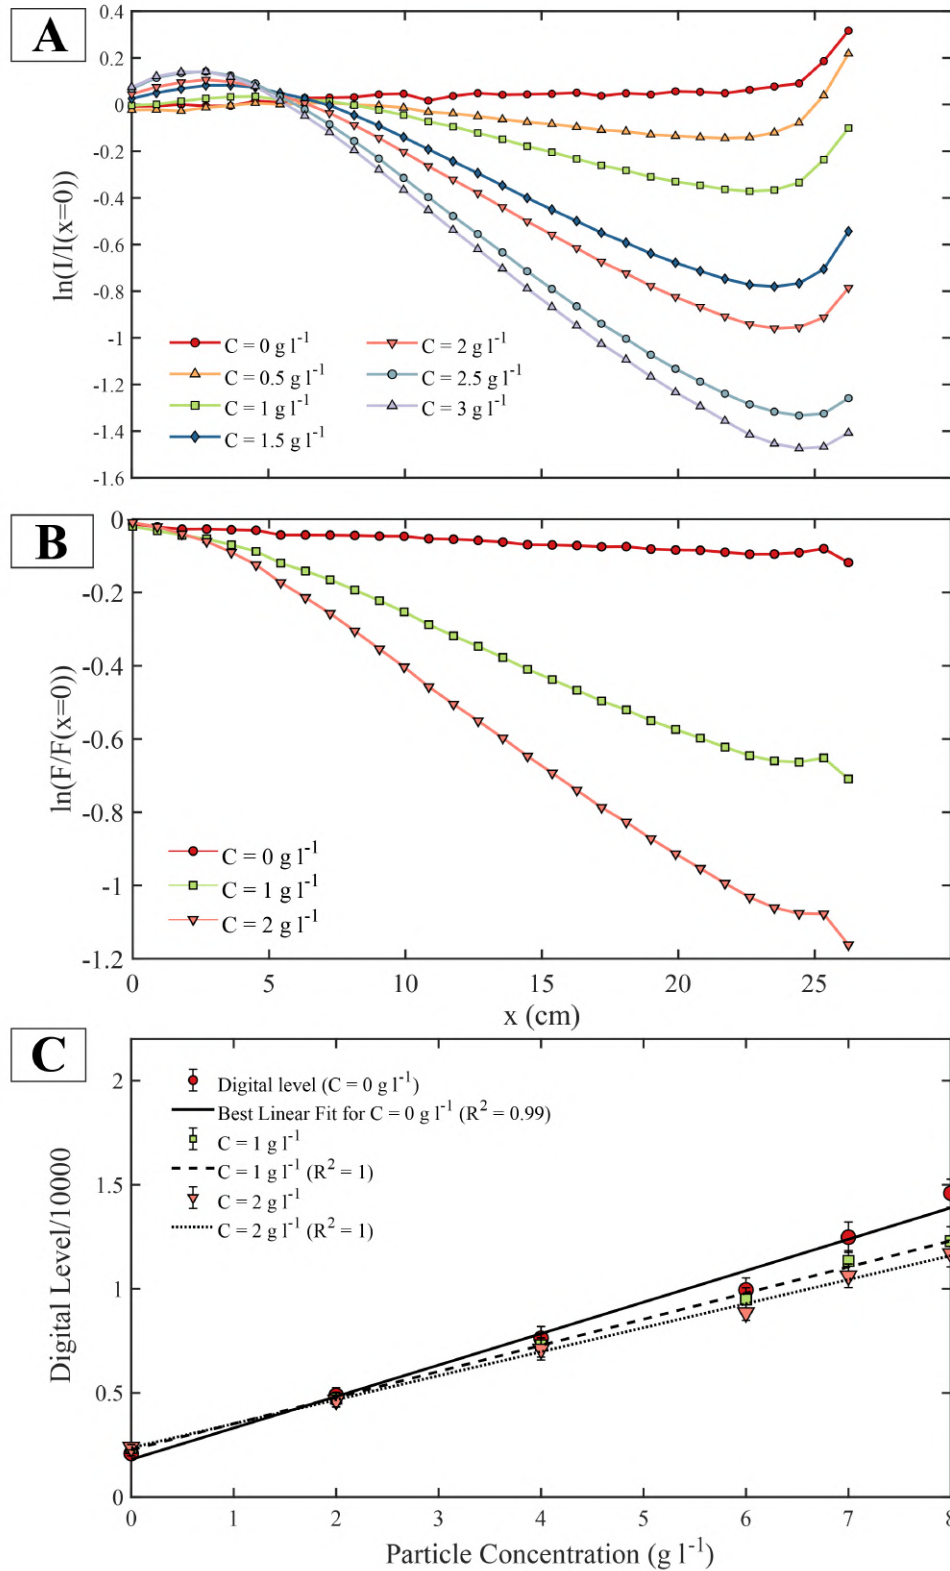 A
0.4
0.2
0
-0.2
-0.4
-0.6
-0.8
-1
-1.2
-1.4
-1.6
ln(I/I(x=0))
C = 0 g l⁻¹
C = 0.5 g l⁻¹
C = 1 g l⁻¹
C = 1.5 g l⁻¹
C = 2 g l⁻¹
C = 2.5 g l⁻¹
C = 3 g l⁻¹
B
0
-0.2
-0.4
-0.6
-0.8
-1
-1.2
ln(F/F(x=0))
C = 0 g l⁻¹
C = 1 g l⁻¹
C = 2 g l⁻¹
0 5 10 15 20 25
x (cm)
C
2
1.5
1
0.5
0
Digital Level/10000
Digital level (C = 0 g l⁻¹)
Best Linear Fit for C = 0 g l⁻¹ (R² = 0.99)
C = 1 g l⁻¹
C = 1 g l⁻¹ (R² = 1)
C = 2 g l⁻¹
C = 2 g l⁻¹ (R² = 1)
0 1 2 3 4 5 6 7 8
Particle Concentration (g l⁻¹)